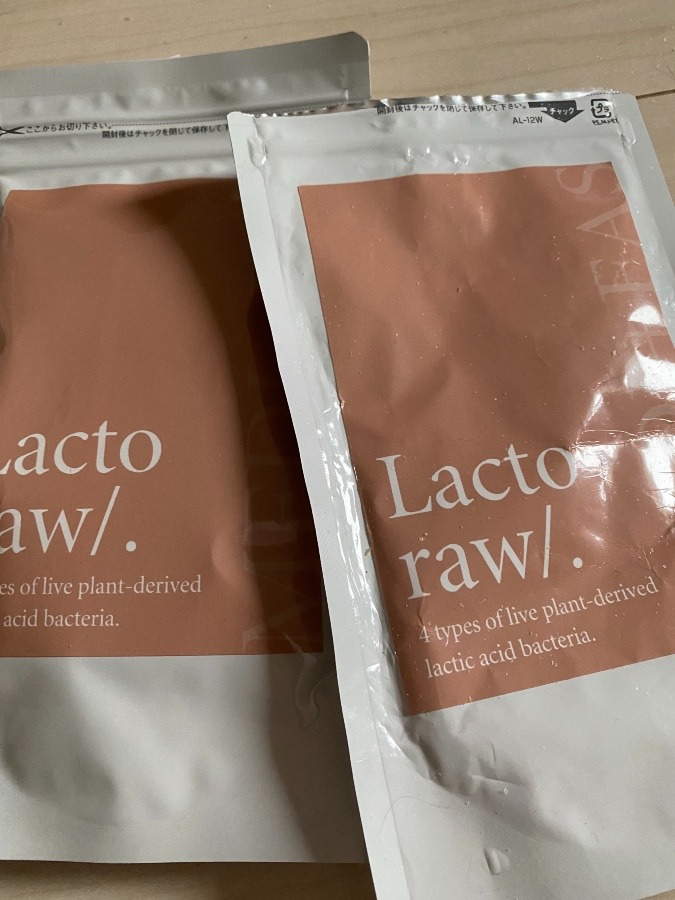 ここからお切り下さい。
開封後はチャックを閉じて保存して下
Lacto
raw/.
es of live plant-derived
acid bacteria.
開封後はチャックを閉じて保存して下さい。
チャック
AL-12W
プラ
Lacto
raw/.
4 types of live plant-derived
lactic acid bacteria.